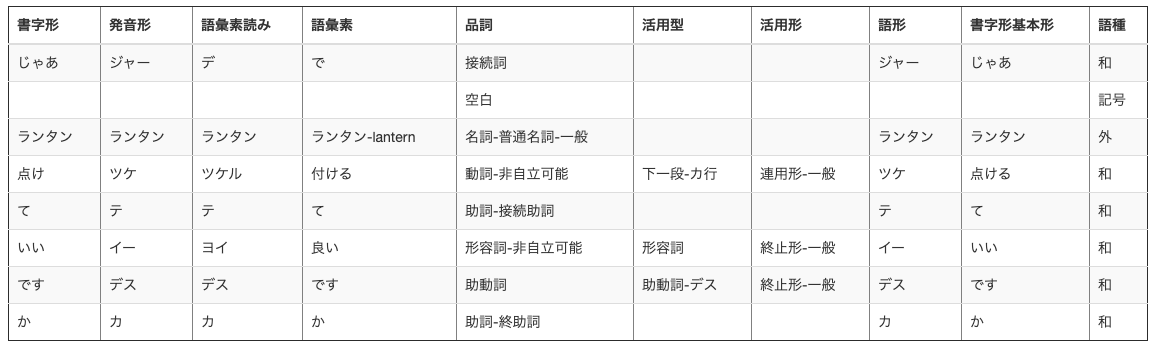 書字形 発音形 語彙素読み 語彙素 品詞 活用型 活用形 語形 書字形基本形 語種
じゃあ ジャー デ で 接続詞 ジャー じゃあ 和
空白 記号
ランタン ランタン ランタン ランタン-lantern 名詞-普通名詞-一般 ランタン ランタン 外
点け ツケ ツケル 付ける 動詞-非自立可能 下一段-カ行 連用形-一般 ツケ 点ける 和
て テ テ て 助詞-接続助詞 テ て 和
いい イー ヨイ 良い 形容詞-非自立可能 形容詞 終止形-一般 イー いい 和
です デス デス です 助動詞 助動詞-デス 終止形-一般 デス です 和
か カ カ か 助詞-終助詞 カ か 和